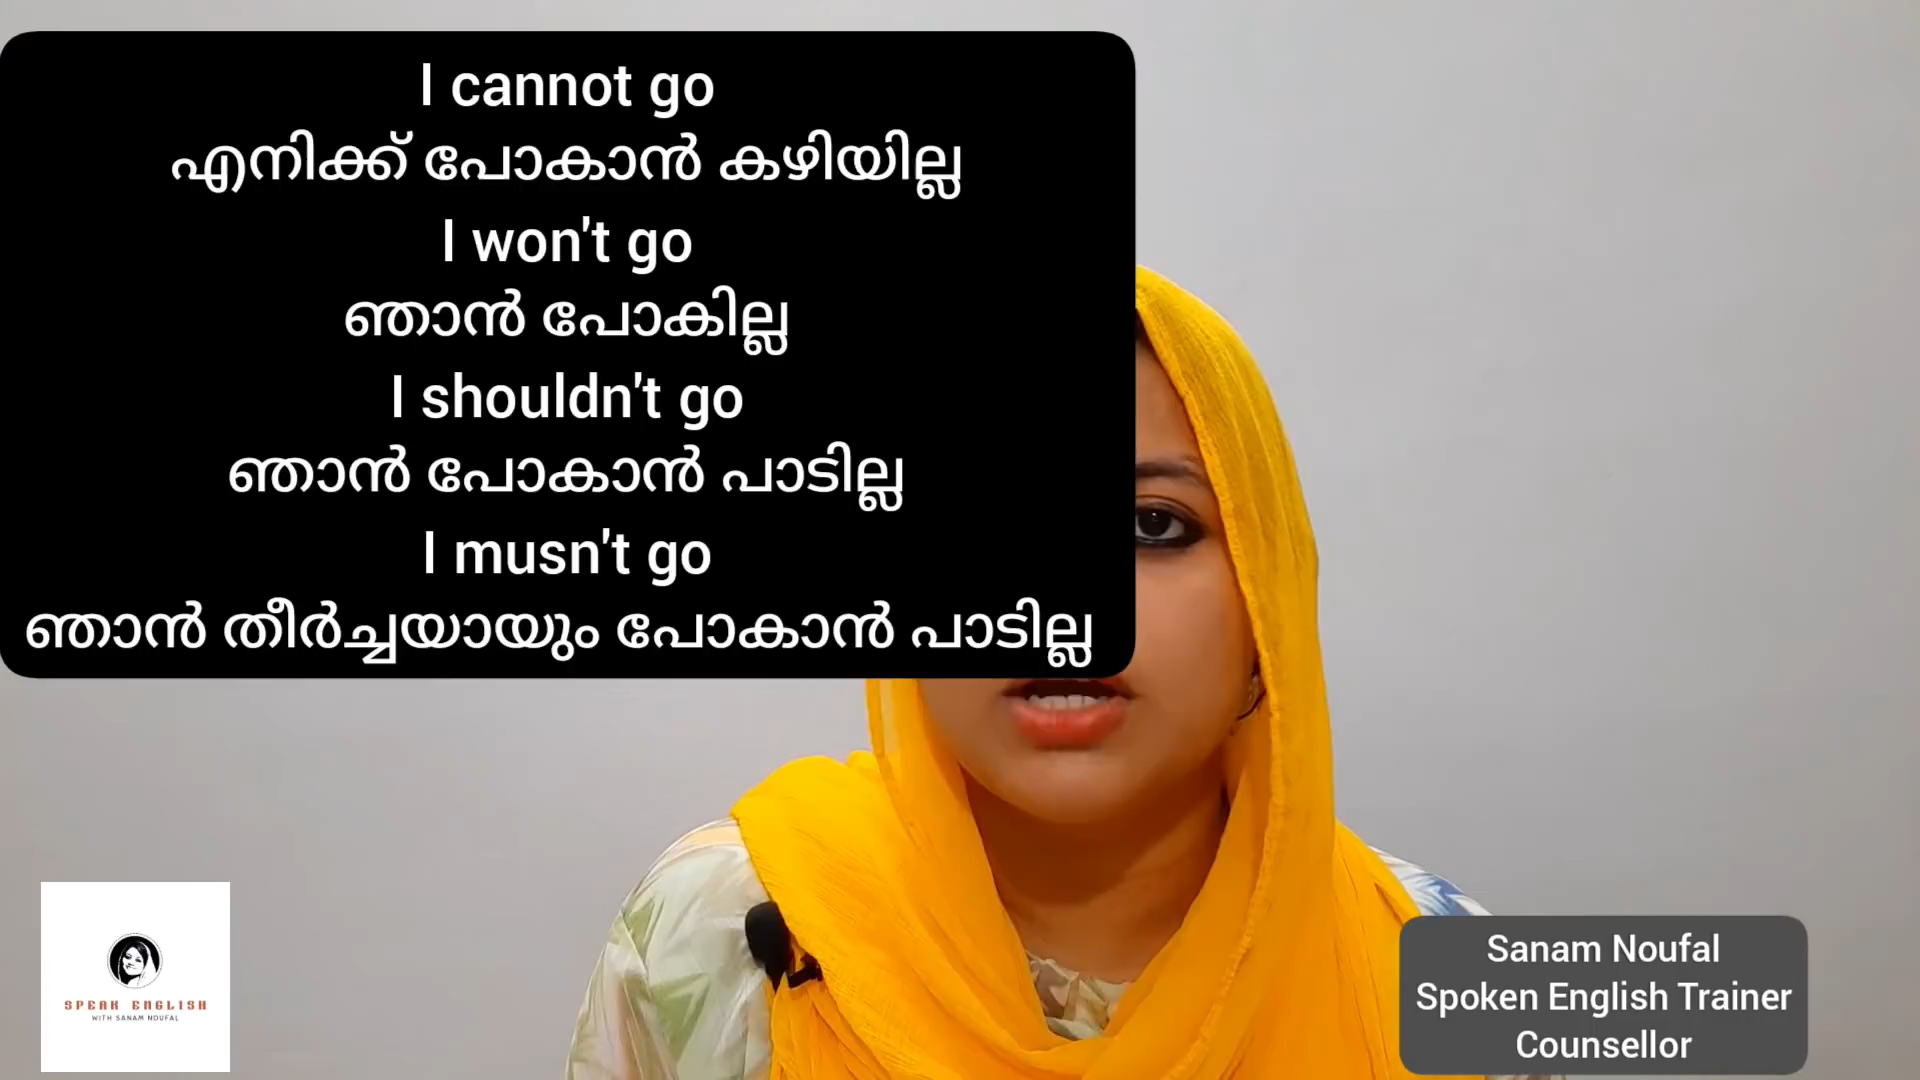 I cannot go
എനിക്ക് പോകാൻ കഴിയില്ല
I won't go
ഞാൻ പോകില്ല
I shouldn't go
ഞാൻ പോകാൻ പാടില്ല
I musn't go
ഞാൻ തീർച്ചയായും പോകാൻ പാടില്ല
SPEAK ENGLISH
WITH SANAM NOUFAL
Sanam Noufal
Spoken English Trainer
Counsellor